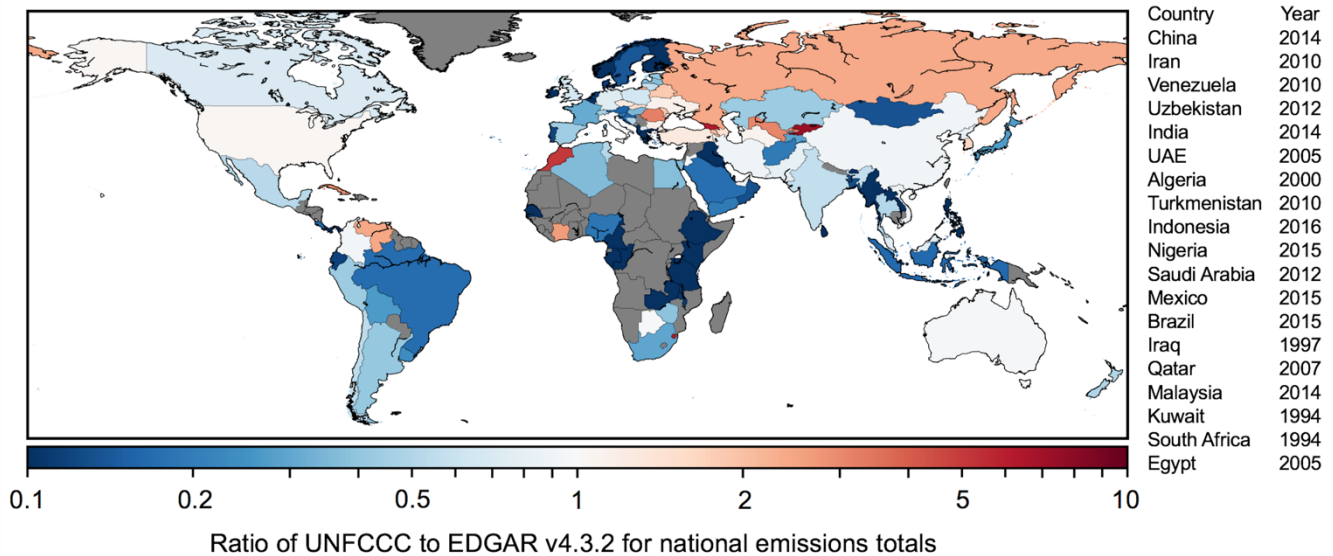 Country Year
China 2014
Iran 2010
Venezuela 2010
Uzbekistan 2012
India 2014
UAE 2005
Algeria 2000
Turkmenistan 2010
Indonesia 2016
Nigeria 2015
Saudi Arabia 2012
Mexico 2015
Brazil 2015
Iraq 1997
Qatar 2007
Malaysia 2014
Kuwait 1994
South Africa 1994
Egypt 2005
0.1 0.2 0.5 1 2 5 10
Ratio of UNFCCC to EDGAR v4.3.2 for national emissions totals